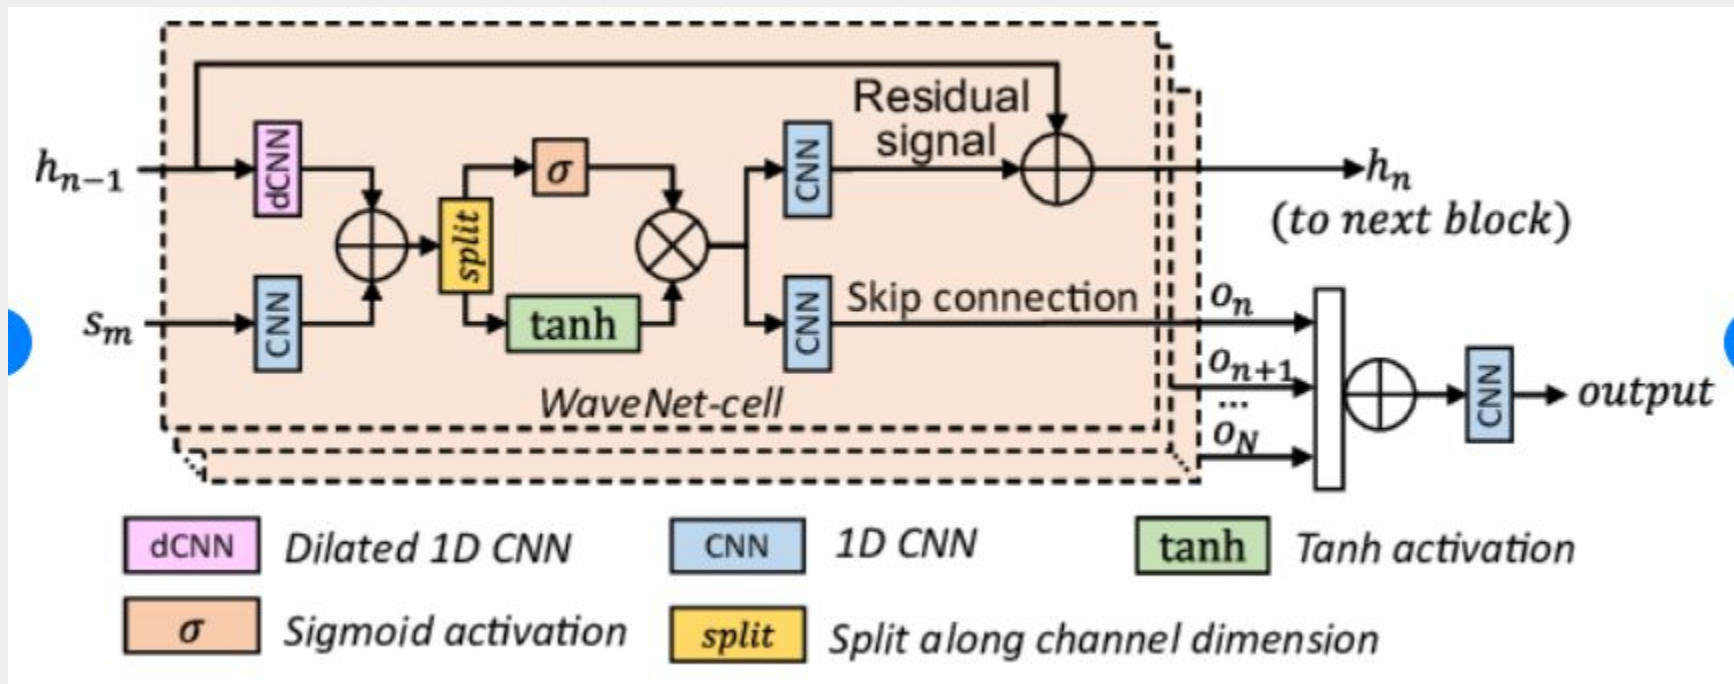 Residual
signal
h_{n-1}
dCNN
σ
CNN
h_n
(to next block)
split
s_m
CNN
tanh
CNN
Skip connection
o_n
o_{n+1}
...
o_N
CNN
output
WaveNet-cell
dCNN Dilated 1D CNN
CNN 1D CNN
tanh Tanh activation
σ Sigmoid activation
split Split along channel dimension